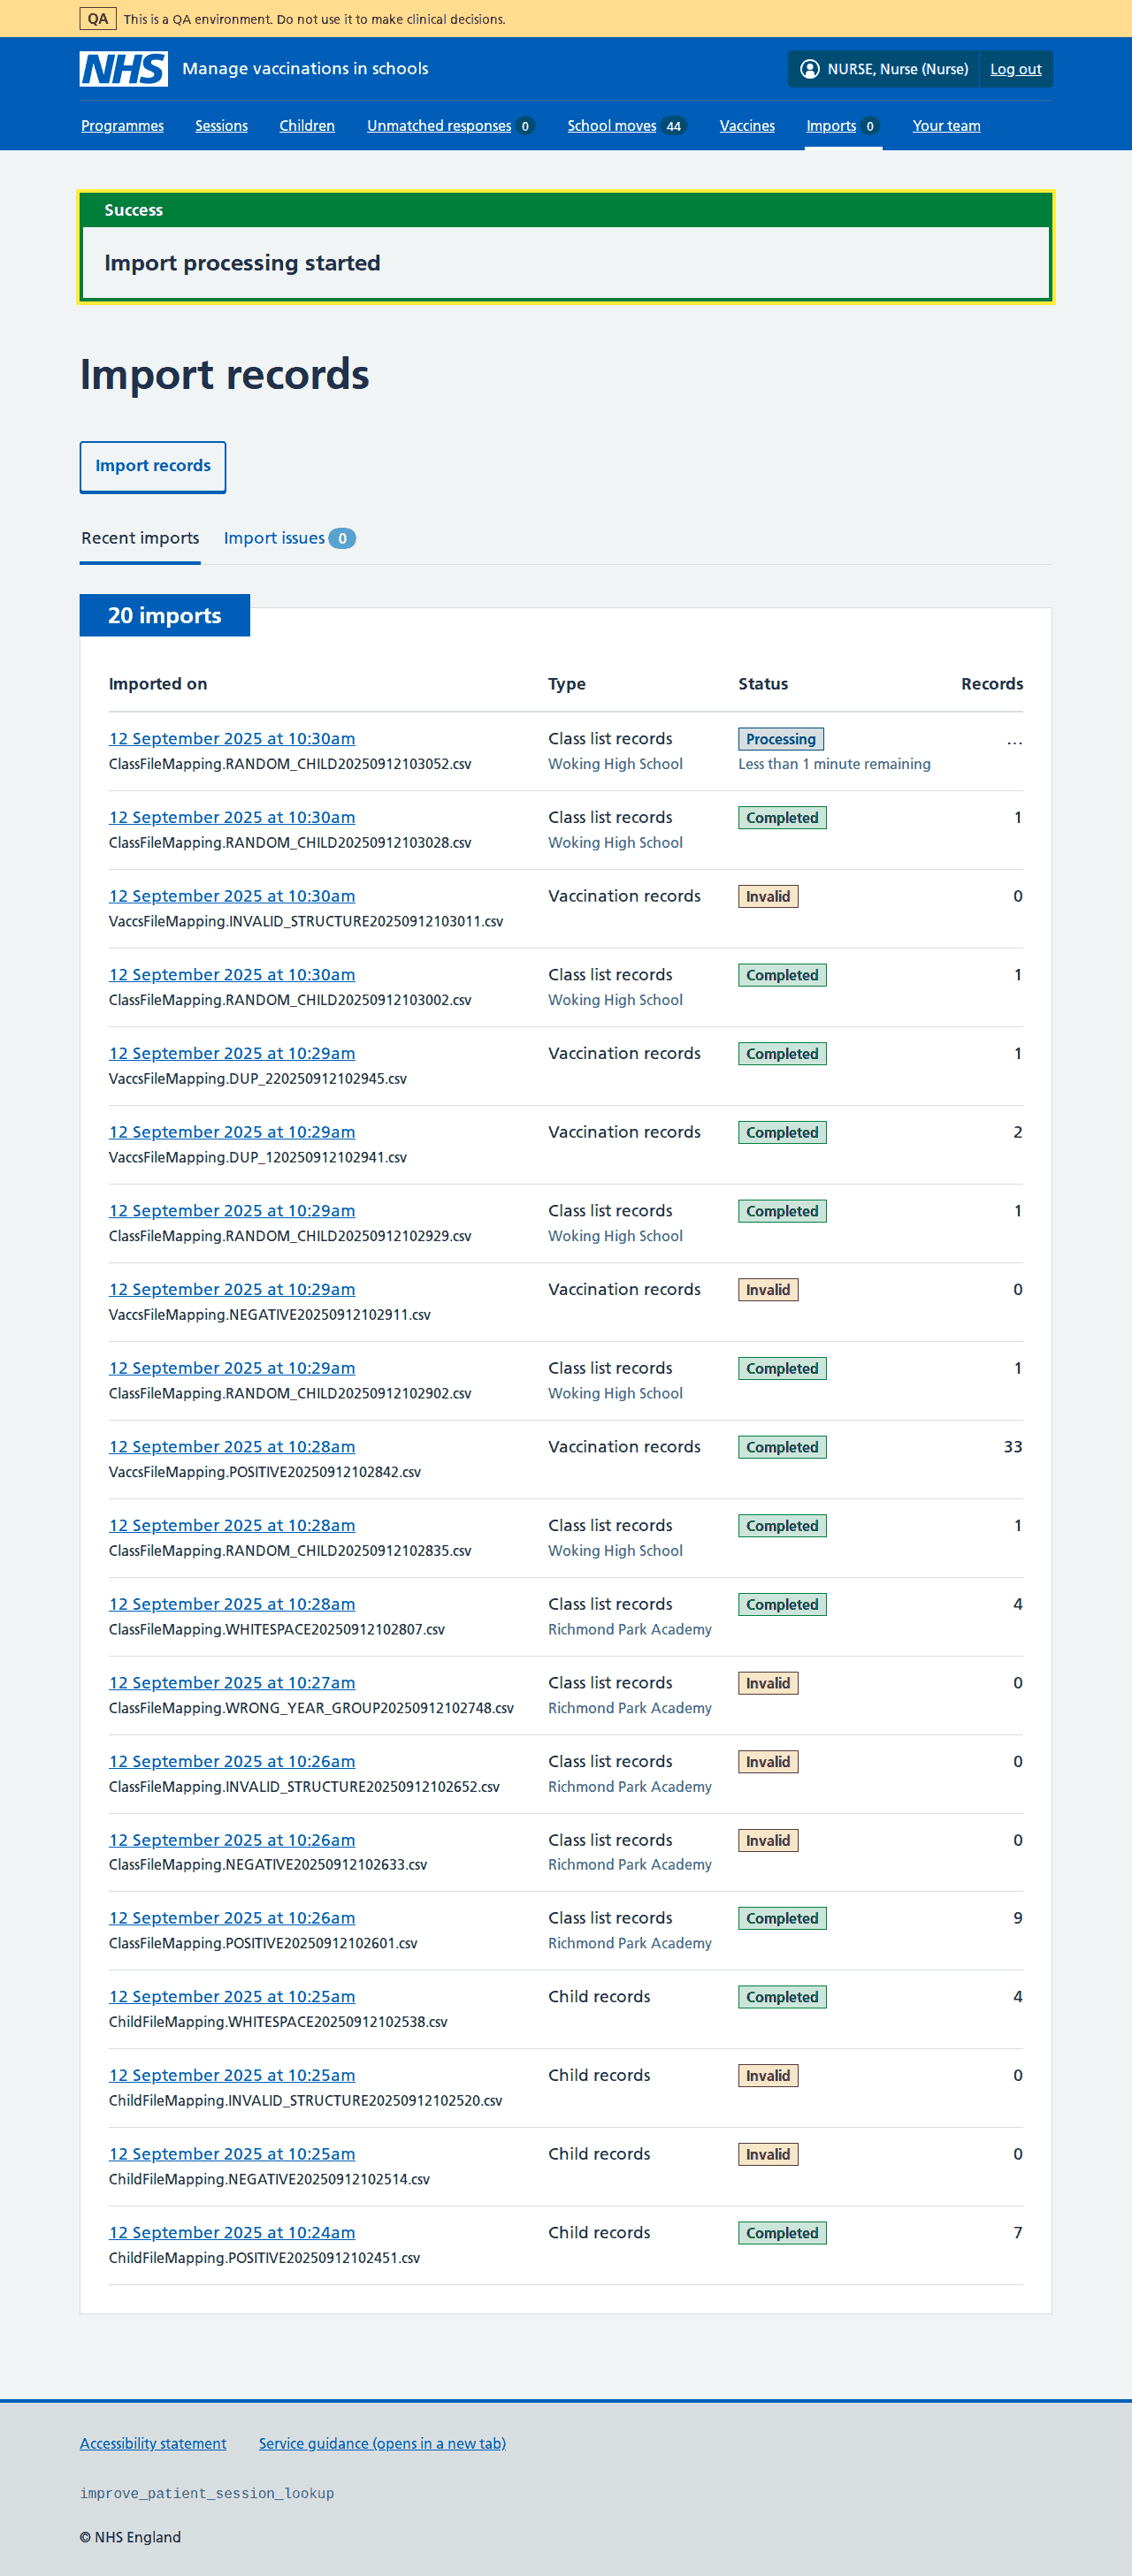 QA This is a QA environment. Do not use it to make clinical decisions.
NHS Manage vaccinations in schools NURSE, Nurse (Nurse) Log out
Programmes Sessions Children Unmatched responses 0 School moves 44 Vaccines Imports 0 Your team
Success
Import processing started
Import records
Import records
Recent imports Import issues 0
20 imports
Imported on Type Status Records
12 September 2025 at 10:30am Class list records Processing ...
ClassFileMapping.RANDOM_CHILD20250912103052.csv Woking High School Less than 1 minute remaining
12 September 2025 at 10:30am Class list records Completed 1
ClassFileMapping.RANDOM_CHILD20250912103028.csv Woking High School
12 September 2025 at 10:30am Vaccination records Invalid 0
VaccsFileMapping.INVALID_STRUCTURE20250912103011.csv
12 September 2025 at 10:30am Class list records Completed 1
ClassFileMapping.RANDOM_CHILD20250912103002.csv Woking High School
12 September 2025 at 10:29am Vaccination records Completed 1
VaccsFileMapping.DUP_220250912102945.csv
12 September 2025 at 10:29am Vaccination records Completed 2
VaccsFileMapping.DUP_120250912102941.csv
12 September 2025 at 10:29am Class list records Completed 1
ClassFileMapping.RANDOM_CHILD20250912102929.csv Woking High School
12 September 2025 at 10:29am Vaccination records Invalid 0
VaccsFileMapping.NEGATIVE20250912102911.csv
12 September 2025 at 10:29am Class list records Completed 1
ClassFileMapping.RANDOM_CHILD20250912102902.csv Woking High School
12 September 2025 at 10:28am Vaccination records Completed 33
VaccsFileMapping.POSITIVE20250912102842.csv
12 September 2025 at 10:28am Class list records Completed 1
ClassFileMapping.RANDOM_CHILD20250912102835.csv Woking High School
12 September 2025 at 10:28am Class list records Completed 4
ClassFileMapping.WHITESPACE20250912102807.csv Richmond Park Academy
12 September 2025 at 10:27am Class list records Invalid 0
ClassFileMapping.WRONG_YEAR_GROUP20250912102748.csv Richmond Park Academy
12 September 2025 at 10:26am Class list records Invalid 0
ClassFileMapping.INVALID_STRUCTURE20250912102652.csv Richmond Park Academy
12 September 2025 at 10:26am Class list records Invalid 0
ClassFileMapping.NEGATIVE20250912102633.csv Richmond Park Academy
12 September 2025 at 10:26am Class list records Completed 9
ClassFileMapping.POSITIVE20250912102601.csv Richmond Park Academy
12 September 2025 at 10:25am Child records Completed 4
ChildFileMapping.WHITESPACE20250912102538.csv
12 September 2025 at 10:25am Child records Invalid 0
ChildFileMapping.INVALID_STRUCTURE20250912102520.csv
12 September 2025 at 10:25am Child records Invalid 0
ChildFileMapping.NEGATIVE20250912102514.csv
12 September 2025 at 10:24am Child records Completed 7
ChildFileMapping.POSITIVE20250912102451.csv
Accessibility statement Service guidance (opens in a new tab)
improve_patient_session_lookup
© NHS England